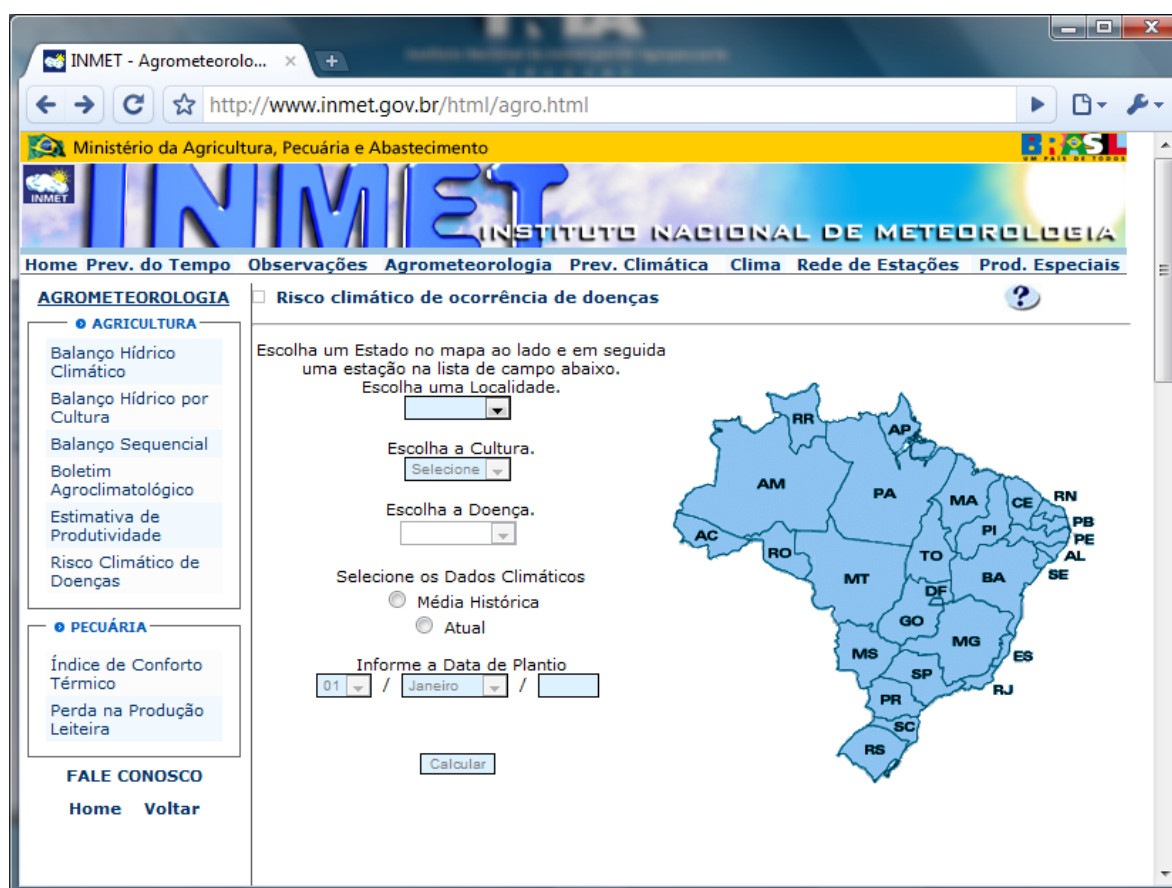 INMET - Agrometeorolo...
http://www.inmet.gov.br/html/agro.html
Ministério da Agricultura, Pecuária e Abastecimento
BRASIL
UM PAÍS DE TODOS
INMET
INMET
INSTITUTO NACIONAL DE METEOROLOGIA
Home Prev. do Tempo Observações Agrometeorologia Prev. Climática Clima Rede de Estações Prod. Especiais
AGROMETEOROLOGIA
AGRICULTURA
Balanço Hídrico
Climático
Balanço Hídrico por
Cultura
Balanço Sequencial
Boletim
Agroclimatológico
Estimativa de
Produtividade
Risco Climático de
Doenças
PECUÁRIA
Índice de Conforto
Térmico
Perda na Produção
Leiteira
FALE CONOSCO
Home Voltar
Risco climático de ocorrência de doenças
?
Escolha um Estado no mapa ao lado e em seguida
uma estação na lista de campo abaixo.
Escolha uma Localidade.
Escolha a Cultura.
Selecione
Escolha a Doença.
Selecione os Dados Climáticos
Média Histórica
Atual
Informe a Data de Plantio
01 / Janeiro /
Calcular
RR
AP
AM
PA
MA
CE
RN
PB
PI
PE
AC
AL
RO
TO
SE
MT
BA
DF
GO
MG
MS
ES
SP
RJ
PR
SC
RS